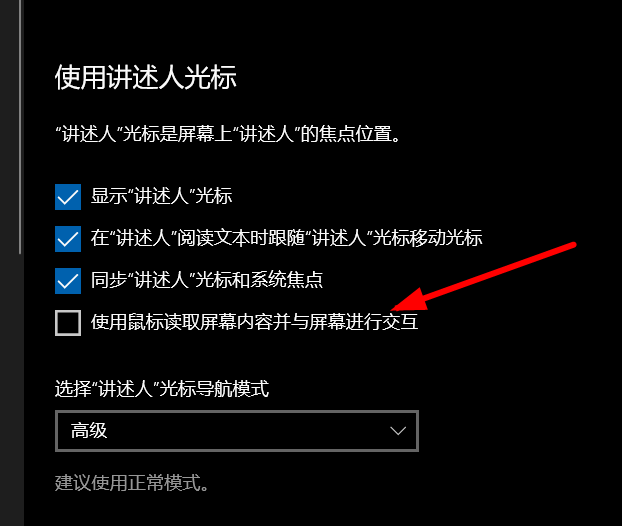 使用讲述人光标
“讲述人”光标是屏幕上“讲述人”的焦点位置。
显示“讲述人”光标
在“讲述人”阅读文本时跟随“讲述人”光标移动光标
同步“讲述人”光标和系统焦点
使用鼠标读取屏幕内容并与屏幕进行交互
选择“讲述人”光标导航模式
高级
建议使用正常模式。